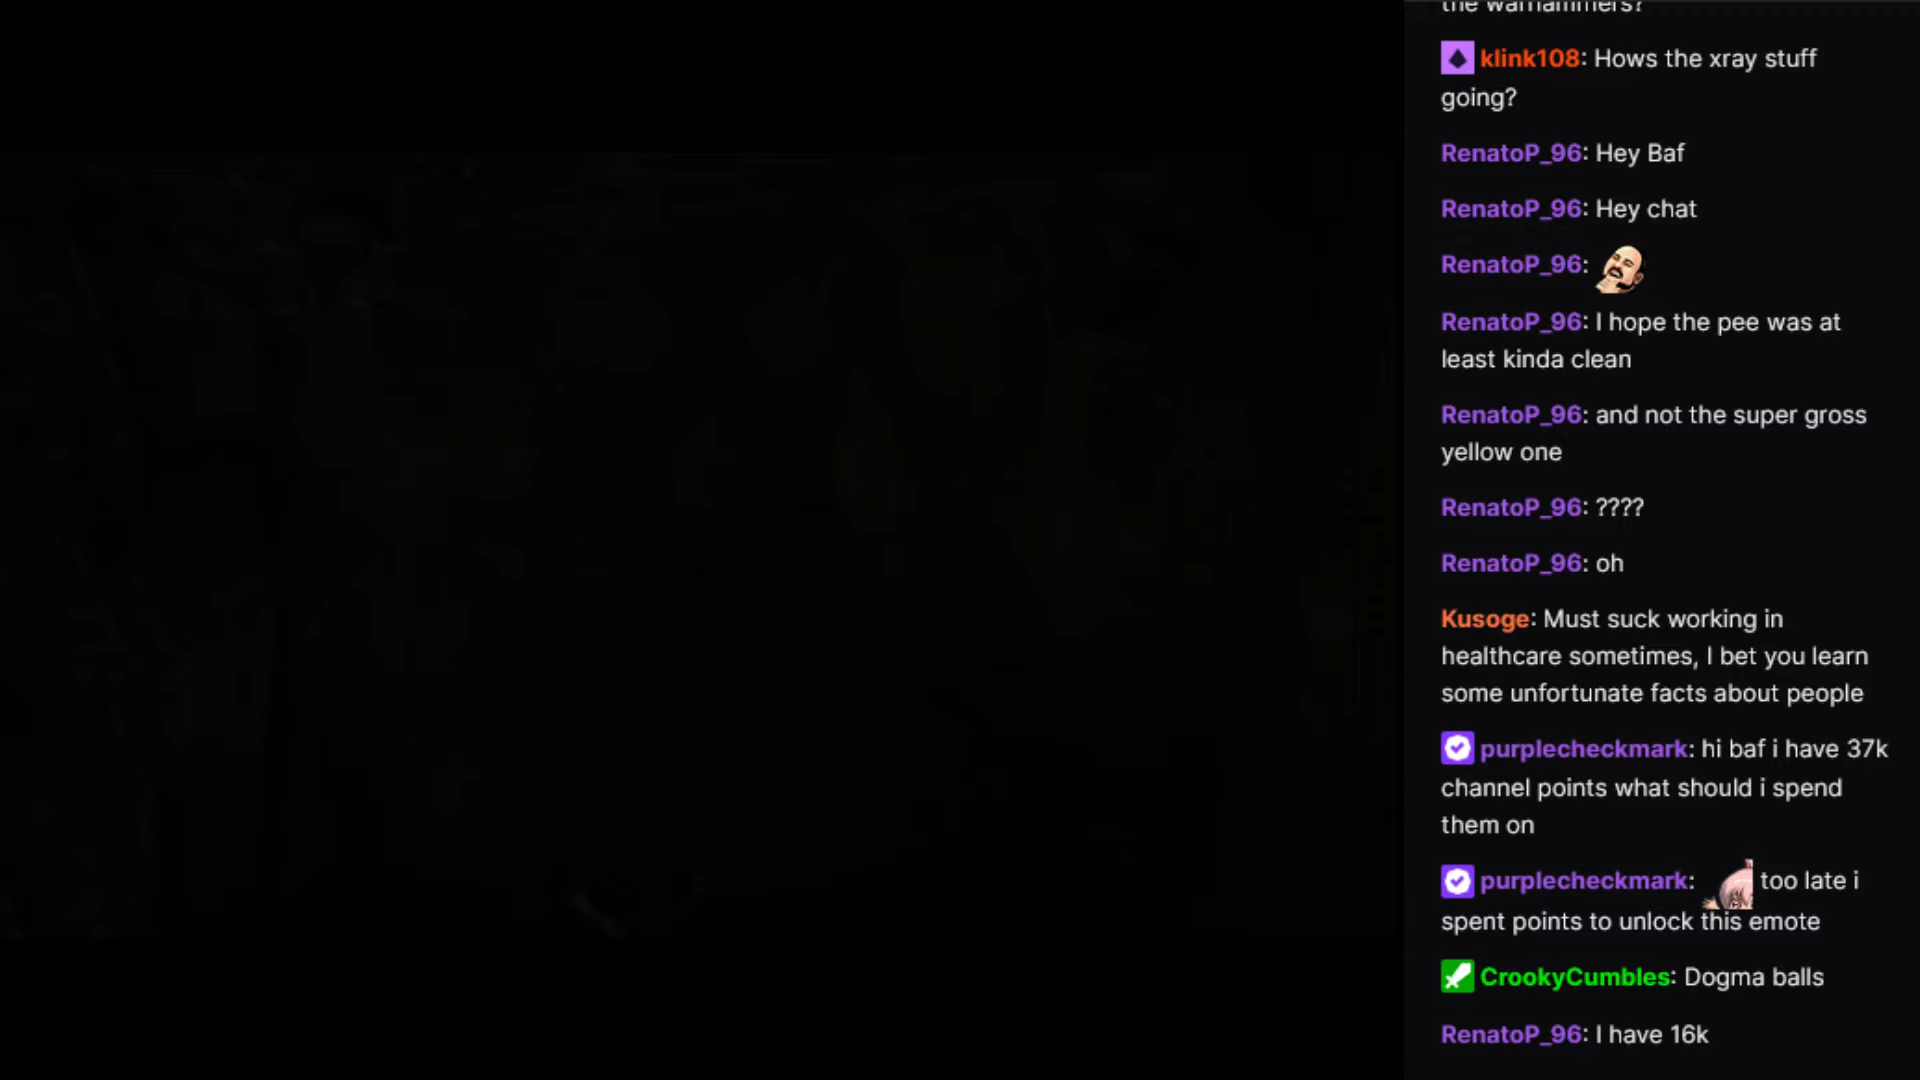 the warhammers?
klink108: Hows the xray stuff
going?
RenatoP_96: Hey Baf
RenatoP_96: Hey chat
RenatoP_96:
RenatoP_96: I hope the pee was at
least kinda clean
RenatoP_96: and not the super gross
yellow one
RenatoP_96: ????
RenatoP_96: oh
Kusoge: Must suck working in
healthcare sometimes, I bet you learn
some unfortunate facts about people
purplecheckmark: hi baf i have 37k
channel points what should i spend
them on
purplecheckmark: too late i
spent points to unlock this emote
CrookyCumbles: Dogma balls
RenatoP_96: I have 16k